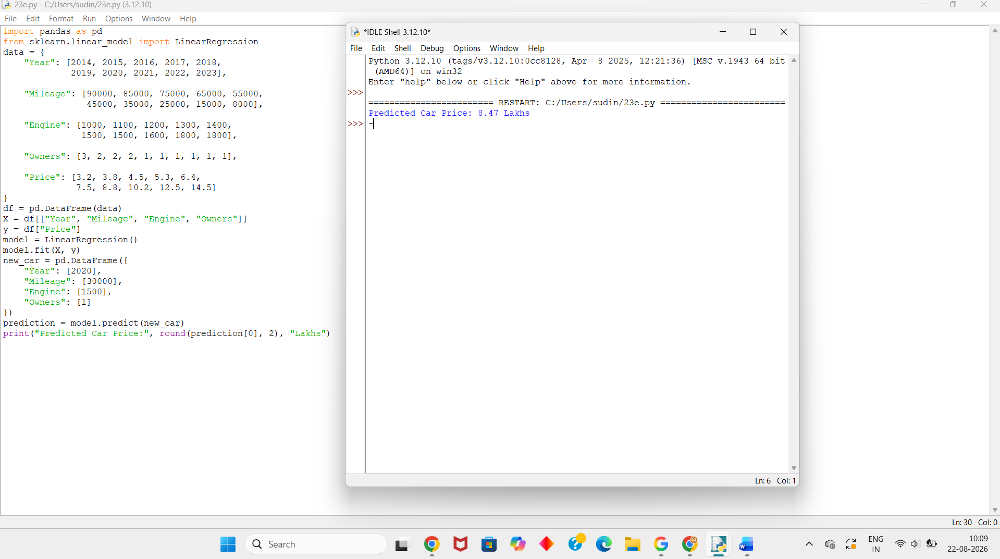 23e.py - C:/Users/sudin/23e.py (3.12.10)
File Edit Format Run Options Window Help
import pandas as pd
from sklearn.linear_model import LinearRegression
data = {
    "Year": [2014, 2015, 2016, 2017, 2018,
             2019, 2020, 2021, 2022, 2023],
    "Mileage": [90000, 85000, 75000, 65000, 55000,
                45000, 35000, 25000, 15000, 8000],
    "Engine": [1000, 1100, 1200, 1300, 1400,
               1500, 1500, 1600, 1800, 1800],
    "Owners": [3, 2, 2, 2, 1, 1, 1, 1, 1, 1],
    "Price": [3.2, 3.8, 4.5, 5.3, 6.4,
              7.5, 8.8, 10.2, 12.5, 14.5]
}
df = pd.DataFrame(data)
X = df[["Year", "Mileage", "Engine", "Owners"]]
y = df["Price"]
model = LinearRegression()
model.fit(X, y)
new_car = pd.DataFrame({
    "Year": [2020],
    "Mileage": [30000],
    "Engine": [1500],
    "Owners": [1]
})
prediction = model.predict(new_car)
print("Predicted Car Price:", round(prediction[0], 2), "Lakhs")
*IDLE Shell 3.12.10*
File Edit Shell Debug Options Window Help
Python 3.12.10 (tags/v3.12.10:0cc8128, Apr  8 2025, 12:21:36) [MSC v.1943 64 bit
 (AMD64)] on win32
Enter "help" below or click "Help" above for more information.
>>>
======================== RESTART: C:/Users/sudin/23e.py ========================
Predicted Car Price: 8.47 Lakhs
>>> -
Ln: 6 Col: 1
Ln: 30 Col: 0
Search
ENG
IN
10:09
22-08-2026